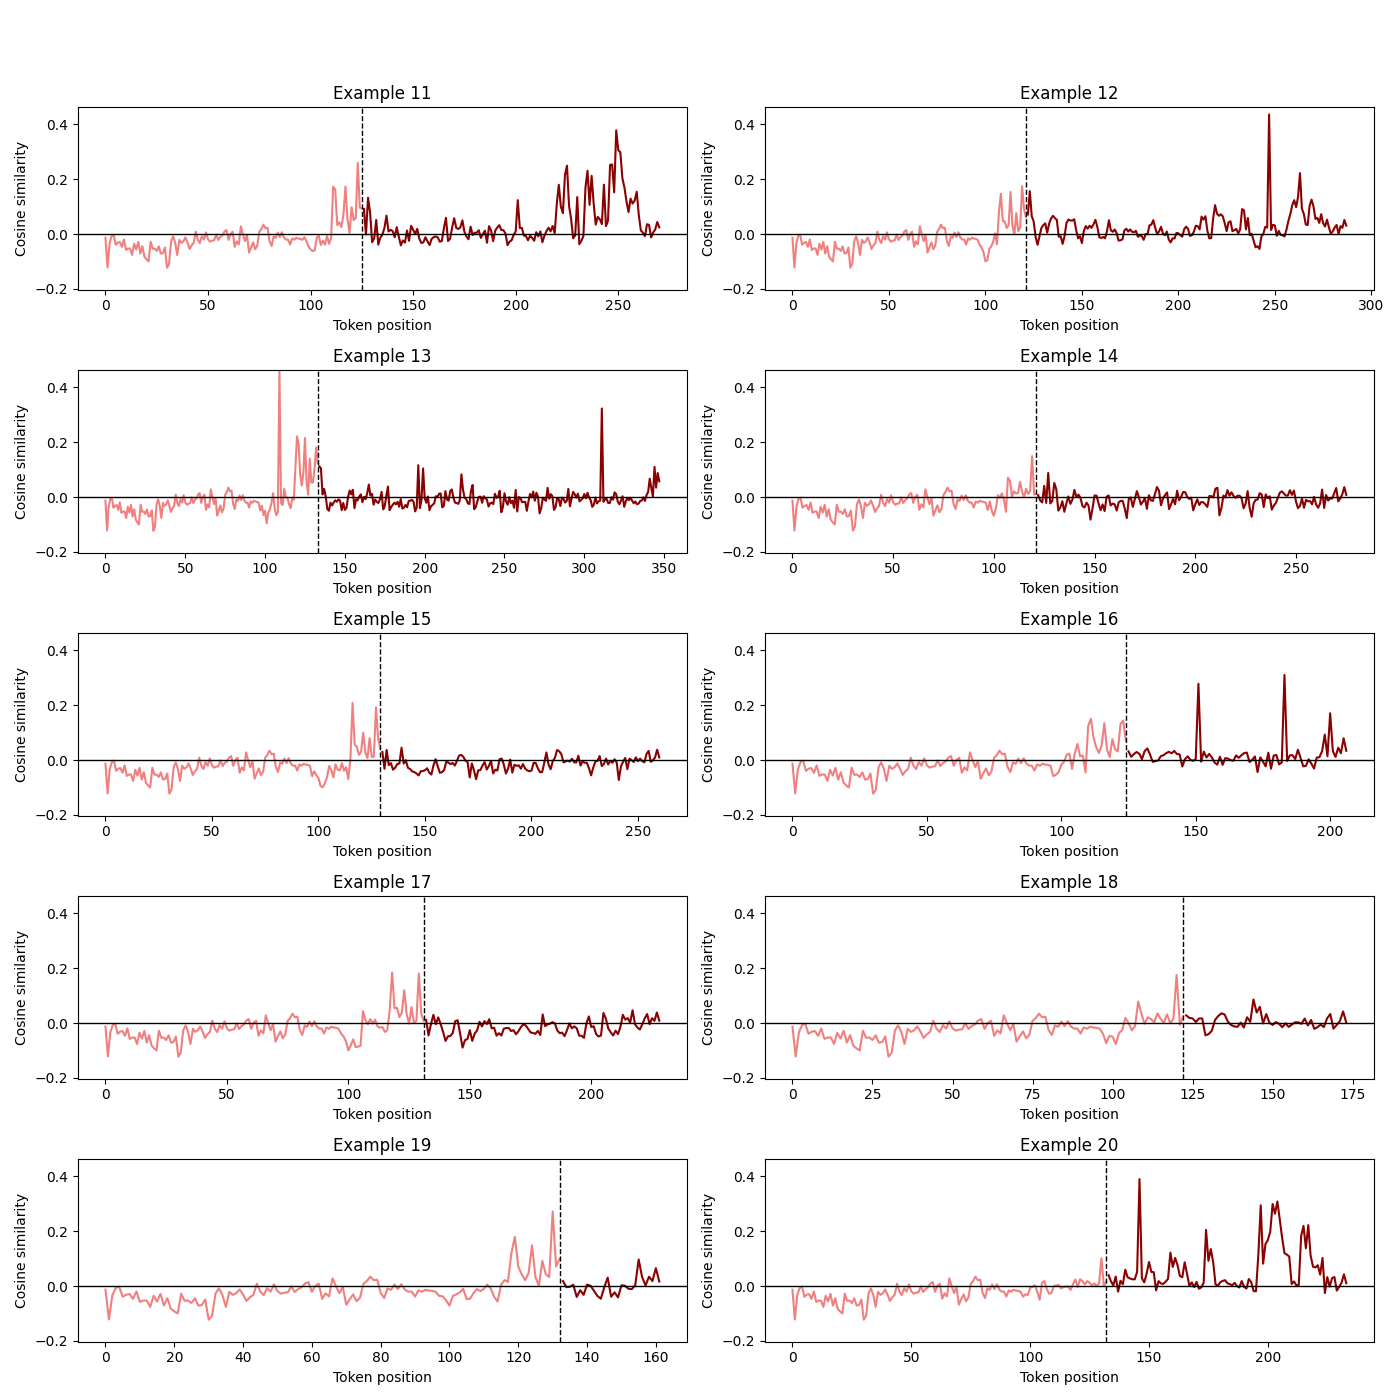 Example 11
Cosine similarity
0.4
0.2
0.0
−0.2
0 50 100 150 200 250
Token position
Example 12
Cosine similarity
0.4
0.2
0.0
−0.2
0 50 100 150 200 250 300
Token position
Example 13
Cosine similarity
0.4
0.2
0.0
−0.2
0 50 100 150 200 250 300 350
Token position
Example 14
Cosine similarity
0.4
0.2
0.0
−0.2
0 50 100 150 200 250
Token position
Example 15
Cosine similarity
0.4
0.2
0.0
−0.2
0 50 100 150 200 250
Token position
Example 16
Cosine similarity
0.4
0.2
0.0
−0.2
0 50 100 150 200
Token position
Example 17
Cosine similarity
0.4
0.2
0.0
−0.2
0 50 100 150 200
Token position
Example 18
Cosine similarity
0.4
0.2
0.0
−0.2
0 25 50 75 100 125 150 175
Token position
Example 19
Cosine similarity
0.4
0.2
0.0
−0.2
0 20 40 60 80 100 120 140 160
Token position
Example 20
Cosine similarity
0.4
0.2
0.0
−0.2
0 50 100 150 200
Token position